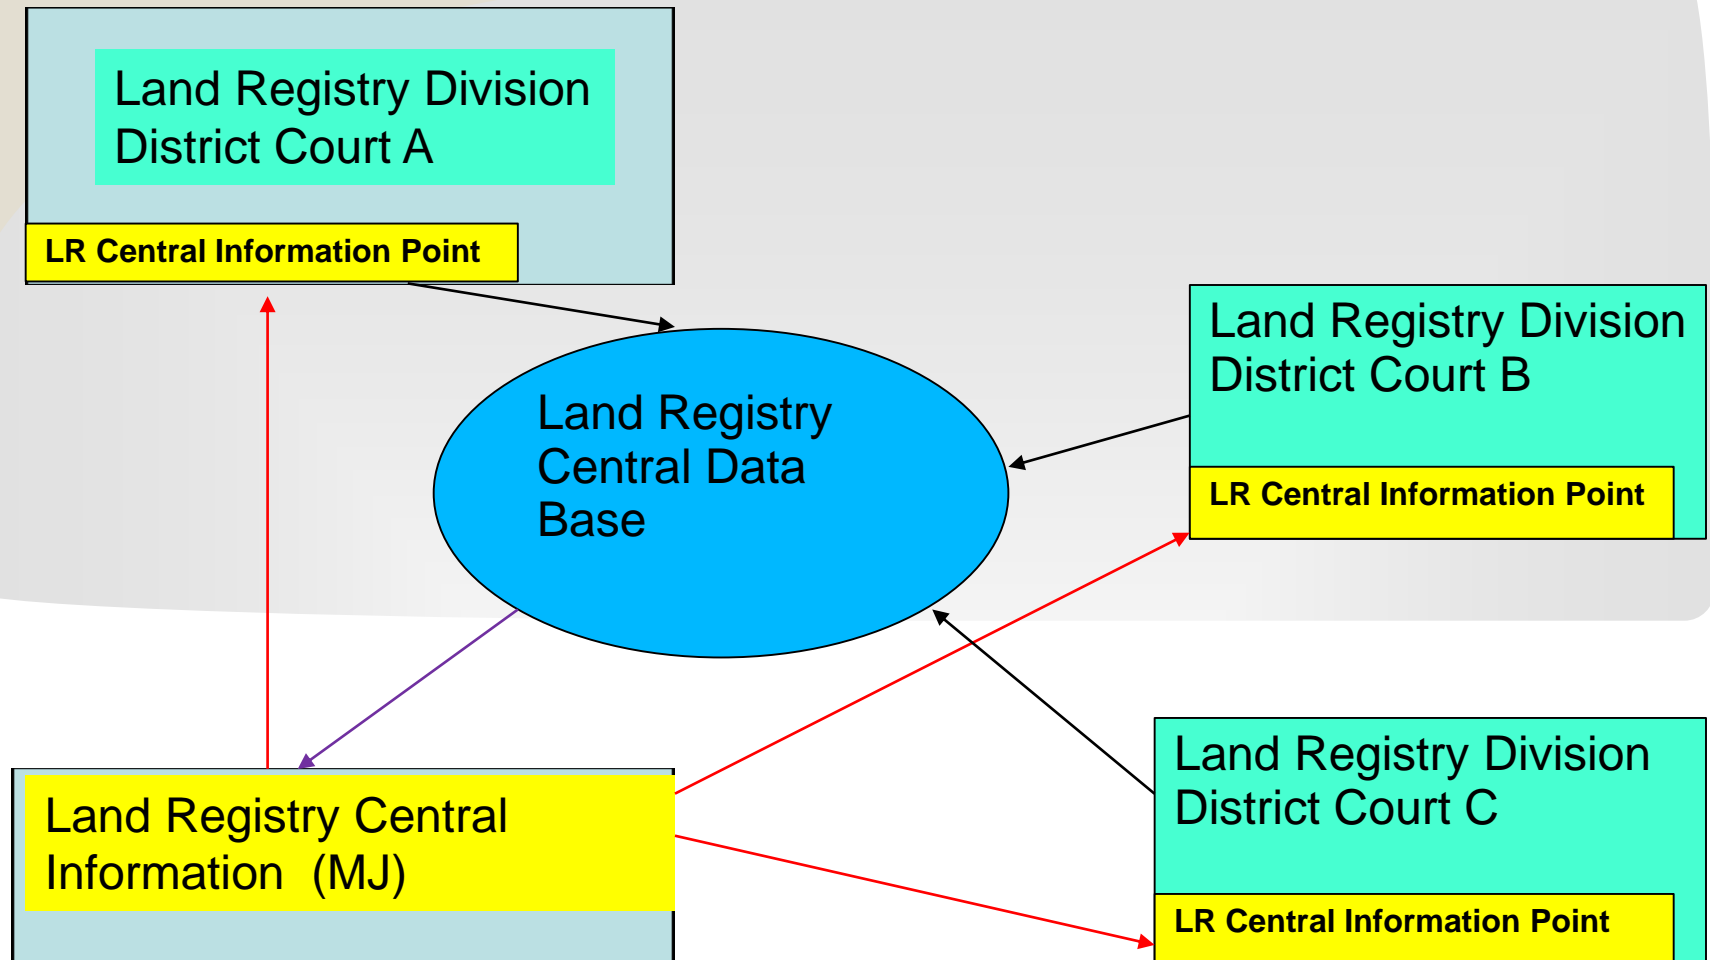 Land Registry Division
District Court A
LR Central Information Point
Land Registry Division
District Court B
LR Central Information Point
Land Registry
Central Data
Base
Land Registry Central
Information  (MJ)
Land Registry Division
District Court C
LR Central Information Point